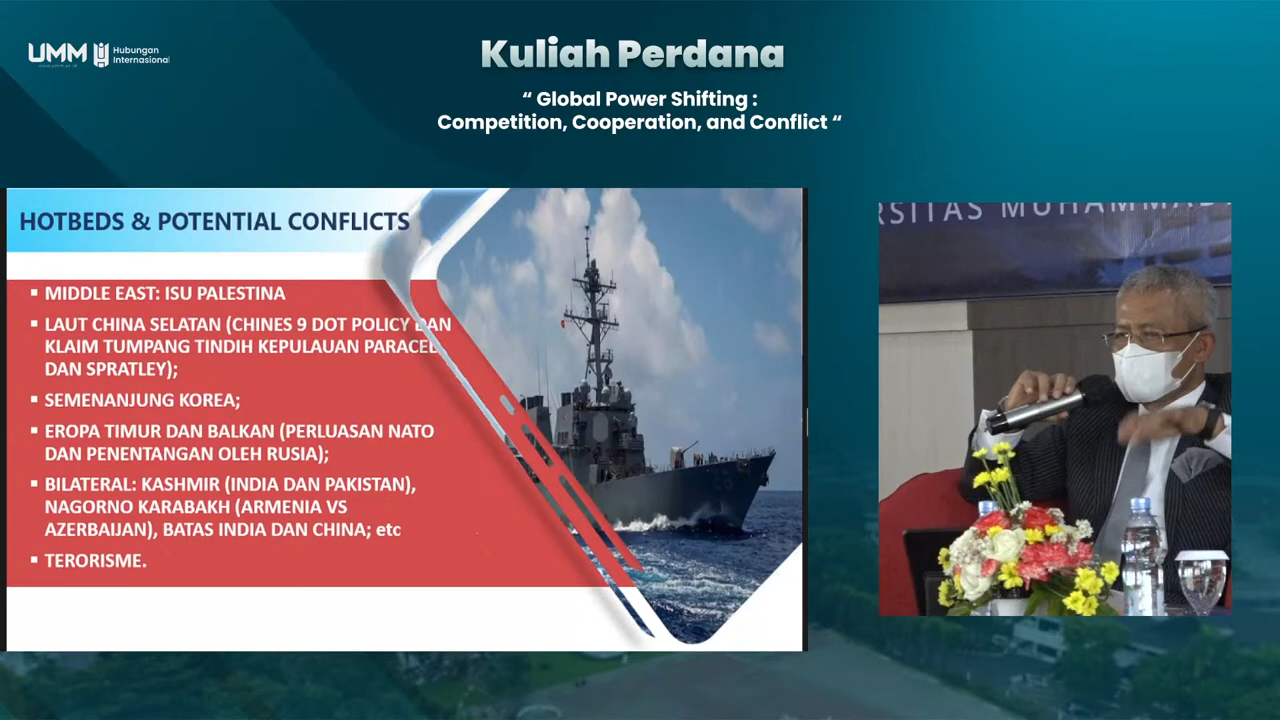 UMM
Hubungan
Internasional
Kuliah Perdana
“ Global Power Shifting :
Competition, Cooperation, and Conflict “
HOTBEDS & POTENTIAL CONFLICTS
▪ MIDDLE EAST: ISU PALESTINA
▪ LAUT CHINA SELATAN (CHINES 9 DOT POLICY DAN
KLAIM TUMPANG TINDIH KEPULAUAN PARACEL
DAN SPRATLEY);
▪ SEMENANJUNG KOREA;
▪ EROPA TIMUR DAN BALKAN (PERLUASAN NATO
DAN PENENTANGAN OLEH RUSIA);
▪ BILATERAL: KASHMIR (INDIA DAN PAKISTAN),
NAGORNO KARABAKH (ARMENIA VS
AZERBAIJAN), BATAS INDIA DAN CHINA; etc
▪ TERORISME.
RSITAS MUHAMMA